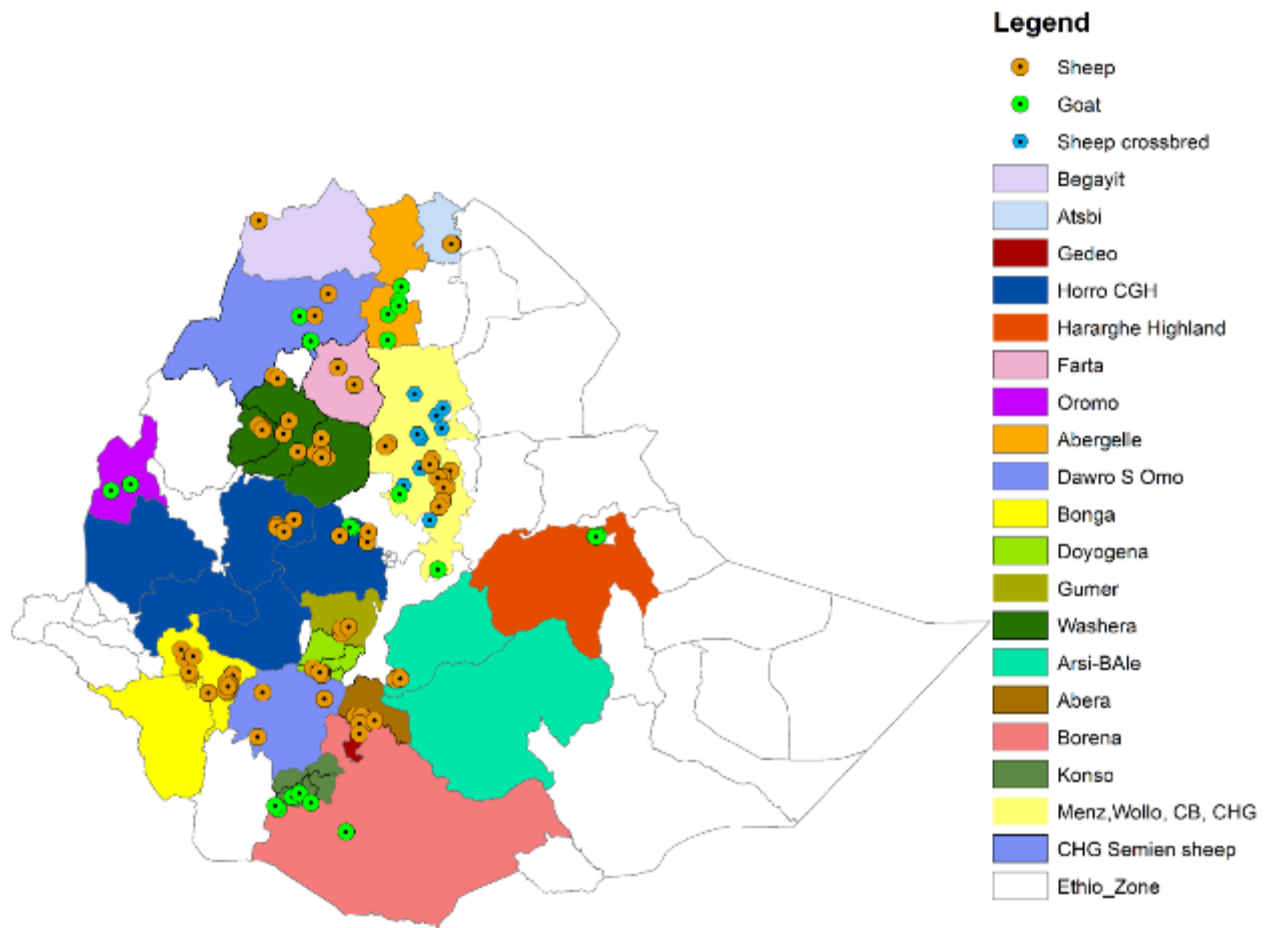 Legend
Sheep
Goat
Sheep crossbred
Begayit
Atsbi
Gedeo
Horro CGH
Hararghe Highland
Farta
Oromo
Abergelle
Dawro S Omo
Bonga
Doyogena
Gumer
Washera
Arsi-BAle
Abera
Borena
Konso
Menz,Wollo, CB, CHG
CHG Semien sheep
Ethio_Zone